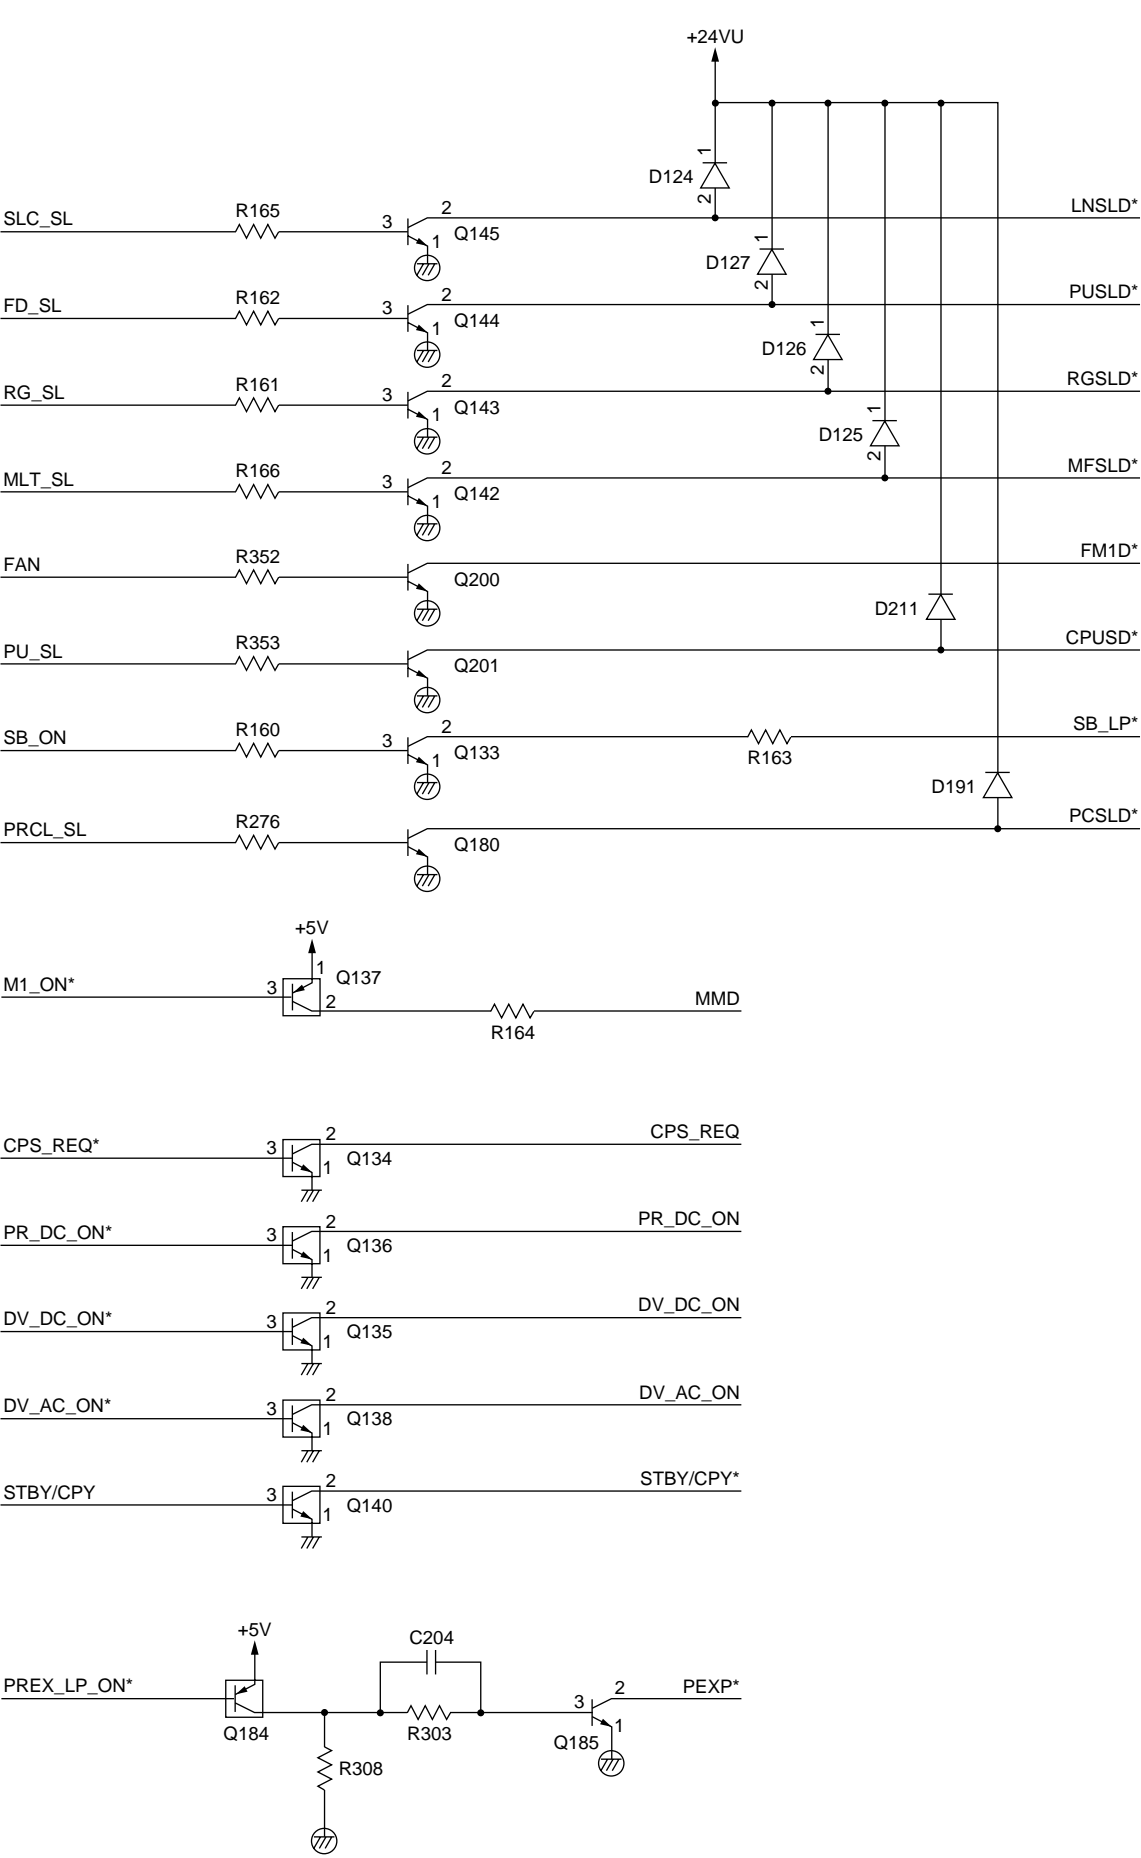 +24VU
D124
1
2
SLC_SL
R165
3
2
1
Q145
LNSLD*
D127
1
2
FD_SL
R162
3
2
1
Q144
PUSLD*
D126
1
2
RG_SL
R161
3
2
1
Q143
RGSLD*
D125
1
2
MLT_SL
R166
3
2
1
Q142
MFSLD*
FAN
R352
Q200
FM1D*
D211
PU_SL
R353
Q201
CPUSD*
SB_ON
R160
3
2
1
Q133
R163
SB_LP*
D191
PRCL_SL
R276
Q180
PCSLD*
+5V
M1_ON*
3
1
2
Q137
R164
MMD
CPS_REQ*
3
2
1
Q134
CPS_REQ
PR_DC_ON*
3
2
1
Q136
PR_DC_ON
DV_DC_ON*
3
2
1
Q135
DV_DC_ON
DV_AC_ON*
3
2
1
Q138
DV_AC_ON
STBY/CPY
3
2
1
Q140
STBY/CPY*
+5V
PREX_LP_ON*
Q184
C204
R303
R308
3
2
1
Q185
PEXP*